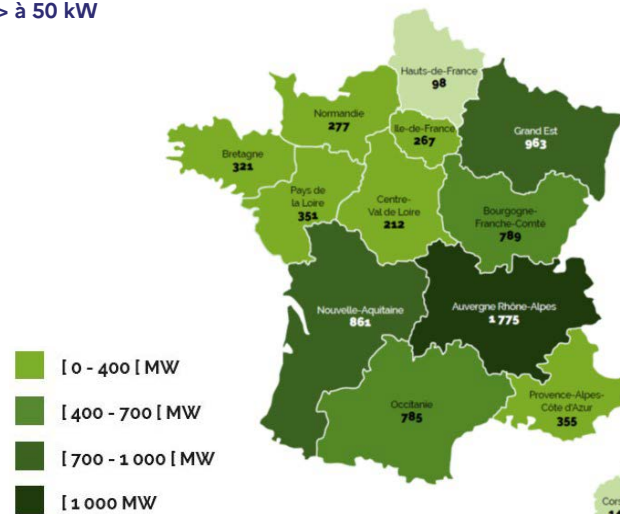 > à 50 kW
Hauts-de-France
98
Normandie
277
Ile-de-France
267
Grand Est
963
Bretagne
321
Pays de
la Loire
351
Centre-
Val de Loire
212
Bourgogne-
Franche-Comté
789
Nouvelle-Aquitaine
861
Auvergne Rhône-Alpes
1 775
Occitanie
785
Provence-Alpes-
Côte d'Azur
355
[ 0 - 400 [ MW
[ 400 - 700 [ MW
[ 700 - 1 000 [ MW
[ 1 000 MW